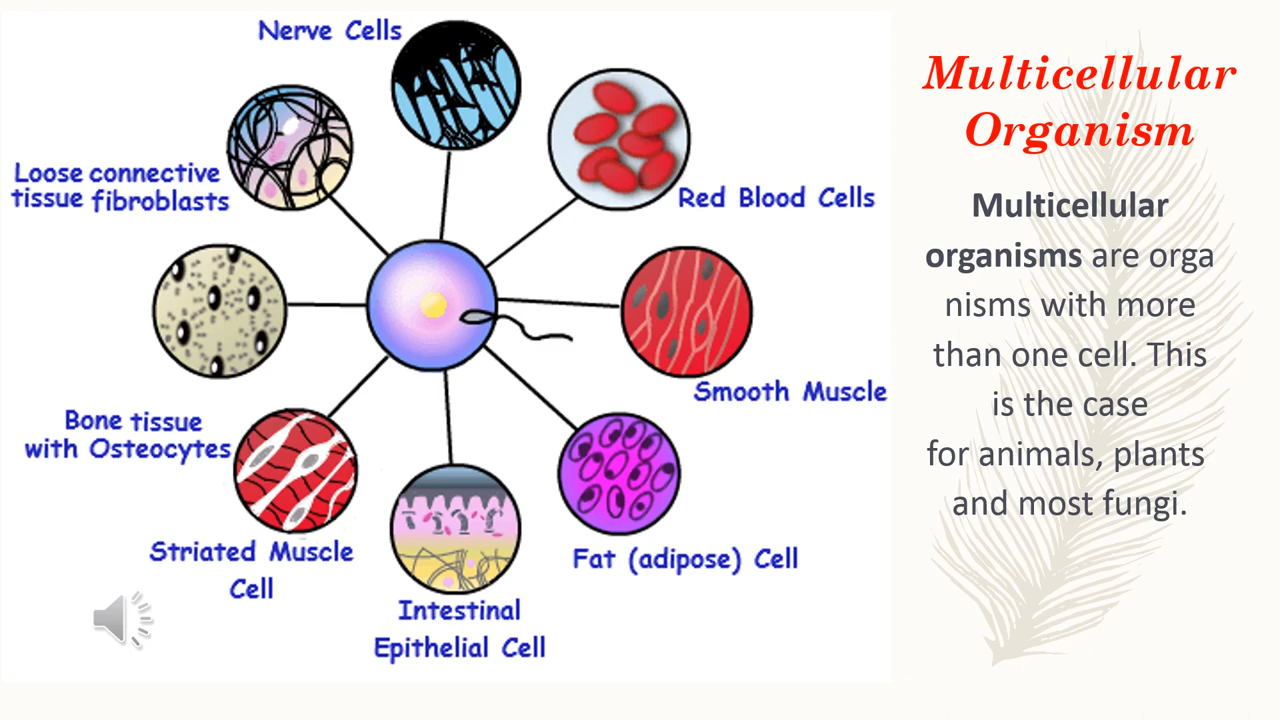 Nerve Cells
Loose connective
tissue fibroblasts
Red Blood Cells
Bone tissue
with Osteocytes
Smooth Muscle
Striated Muscle
Cell
Fat (adipose) Cell
Intestinal
Epithelial Cell
Multicellular
Organism
Multicellular
organisms are orga
nisms with more
than one cell. This
is the case
for animals, plants
and most fungi.